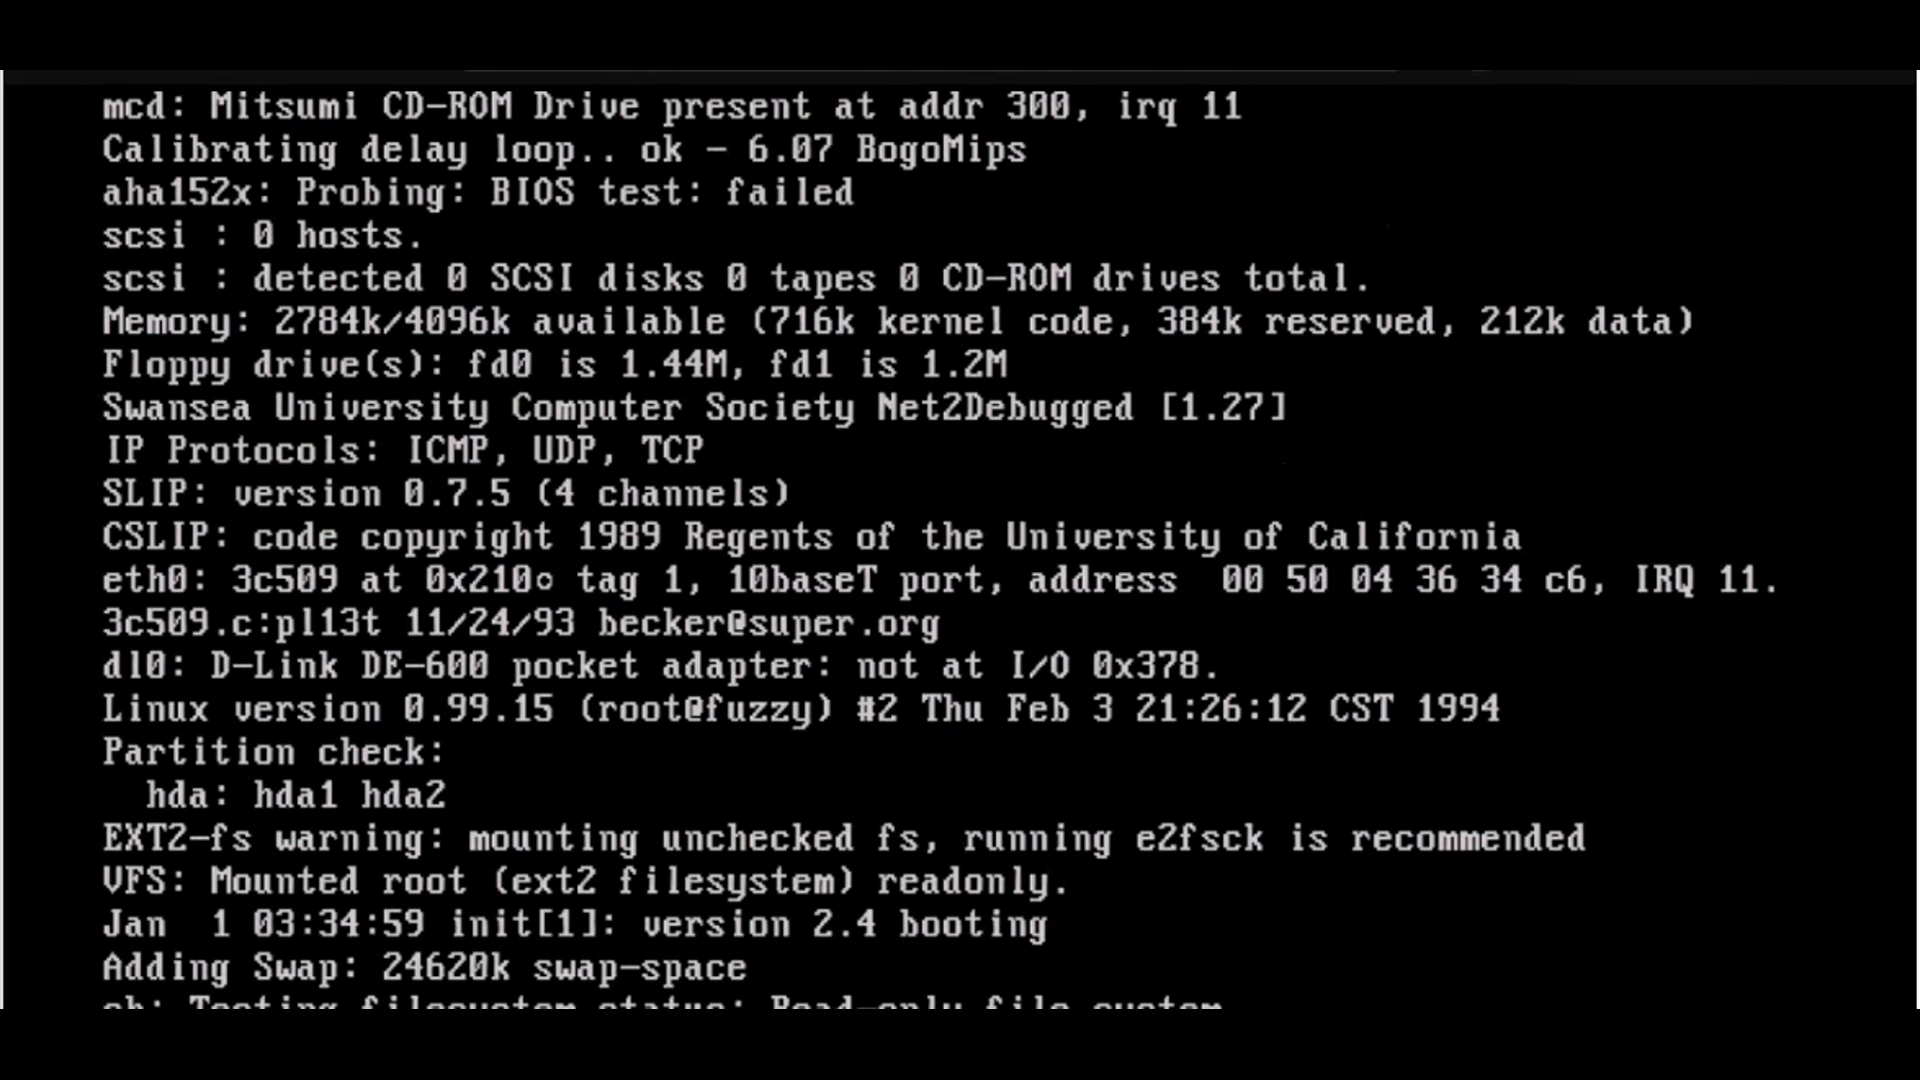 mcd: Mitsumi CD-ROM Drive present at addr 300, irq 11
Calibrating delay loop.. ok - 6.07 BogoMips
aha152x: Probing: BIOS test: failed
scsi : 0 hosts.
scsi : detected 0 SCSI disks 0 tapes 0 CD-ROM drives total.
Memory: 2784k/4096k available (716k kernel code, 384k reserved, 212k data)
Floppy drive(s): fd0 is 1.44M, fd1 is 1.2M
Swansea University Computer Society Net2Debugged [1.27]
IP Protocols: ICMP, UDP, TCP
SLIP: version 0.7.5 (4 channels)
CSLIP: code copyright 1989 Regents of the University of California
eth0: 3c509 at 0x210○ tag 1, 10baseT port, address  00 50 04 36 34 c6, IRQ 11.
3c509.c:pl13t 11/24/93 becker@super.org
dl0: D-Link DE-600 pocket adapter: not at I/O 0x378.
Linux version 0.99.15 (root@fuzzy) #2 Thu Feb 3 21:26:12 CST 1994
Partition check:
  hda: hda1 hda2
EXT2-fs warning: mounting unchecked fs, running e2fsck is recommended
VFS: Mounted root (ext2 filesystem) readonly.
Jan  1 03:34:59 init[1]: version 2.4 booting
Adding Swap: 24620k swap-space
sh: Testing filesystem status: Read-only file system